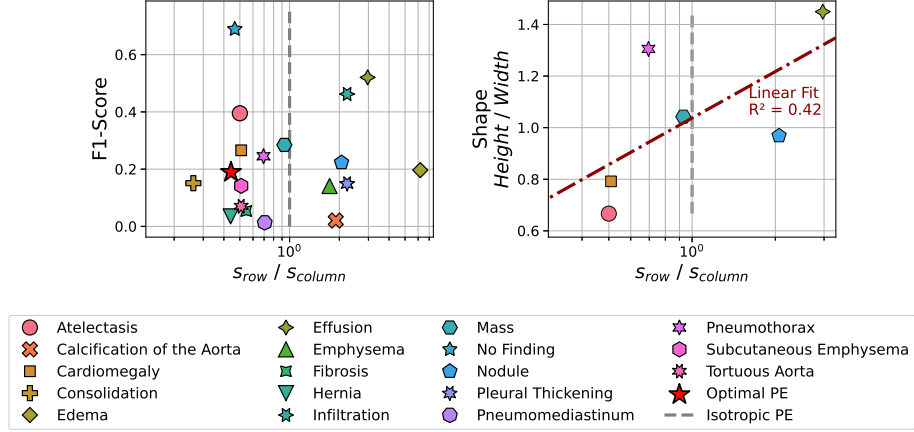 F1-Score
0.6
0.4
0.2
0.0
10⁰
s_row / s_column
Shape
Height / Width
1.4
1.2
1.0
0.8
0.6
Linear Fit
R² = 0.42
10⁰
s_row / s_column
Atelectasis
Calcification of the Aorta
Cardiomegaly
Consolidation
Edema
Effusion
Emphysema
Fibrosis
Hernia
Infiltration
Mass
No Finding
Nodule
Pleural Thickening
Pneumomediastinum
Pneumothorax
Subcutaneous Emphysema
Tortuous Aorta
Optimal PE
Isotropic PE